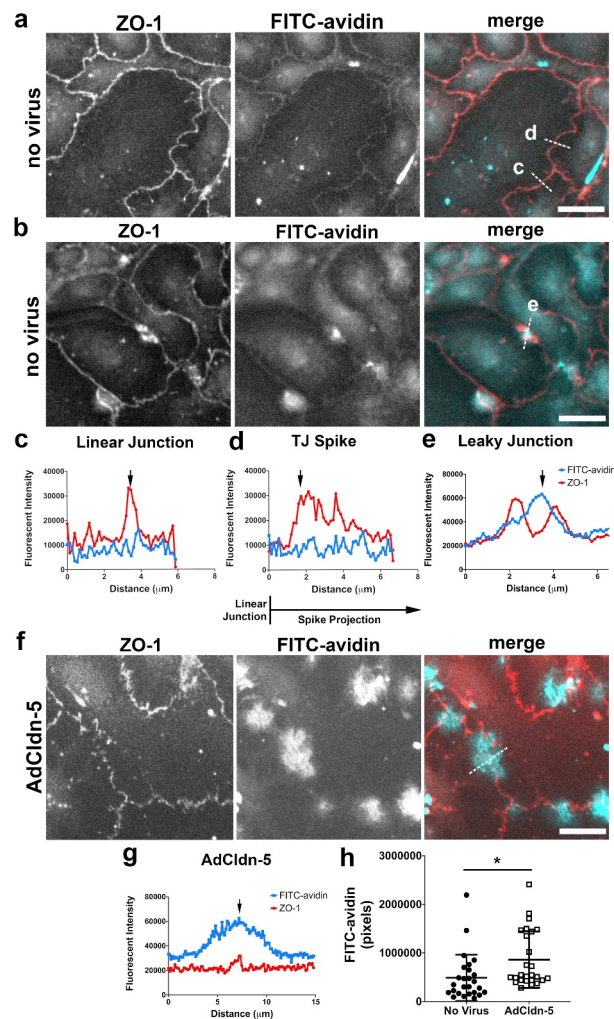 a
ZO-1 FITC-avidin merge
no virus
d
c
b
ZO-1 FITC-avidin merge
no virus
e
c Linear Junction
Fluorescent Intensity
50000
40000
30000
20000
10000
0
0 2 4 6 8
Distance (μm)
d TJ Spike
Fluorescent Intensity
40000
30000
20000
10000
0
0 2 4 6 8
Distance (μm)
e Leaky Junction
FITC-avidin
ZO-1
Fluorescent Intensity
80000
60000
40000
20000
0
0 2 4 6
Distance (μm)
Linear Junction
Spike Projection
f
ZO-1 FITC-avidin merge
AdCldn-5
g AdCldn-5
FITC-avidin
ZO-1
Fluorescent Intensity
80000
60000
40000
20000
0
0 5 10 15
Distance (μm)
h
FITC-avidin
(pixels)
3000000
2000000
1000000
0
*
No Virus AdCldn-5